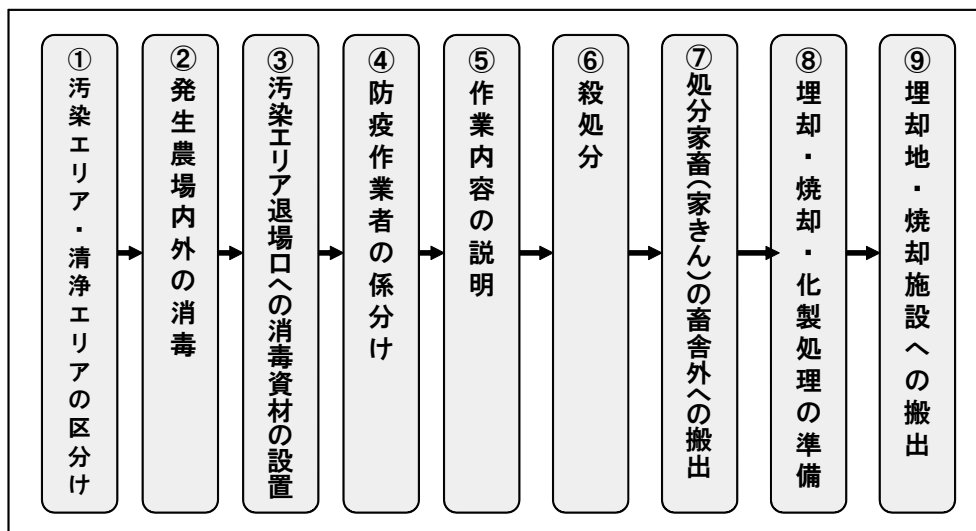 ①汚染エリア・清浄エリアの区分け
②発生農場内外の消毒
③汚染エリア退場口への消毒資材の設置
④防疫作業者の係分け
⑤作業内容の説明
⑥殺処分
⑦処分家畜(家きん)の畜舎外への搬出
⑧埋却・焼却・化製処理の準備
⑨埋却地・焼却施設への搬出